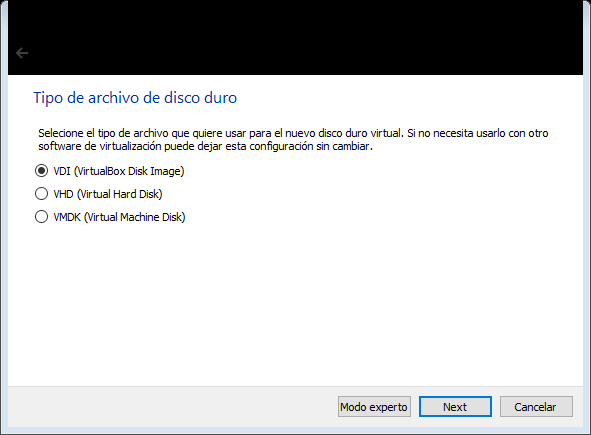 Tipo de archivo de disco duro
Selecione el tipo de archivo que quiere usar para el nuevo disco duro virtual. Si no necesita usarlo con otro
software de virtualización puede dejar esta configuración sin cambiar.
VDI (VirtualBox Disk Image)
VHD (Virtual Hard Disk)
VMDK (Virtual Machine Disk)
Modo experto Next Cancelar